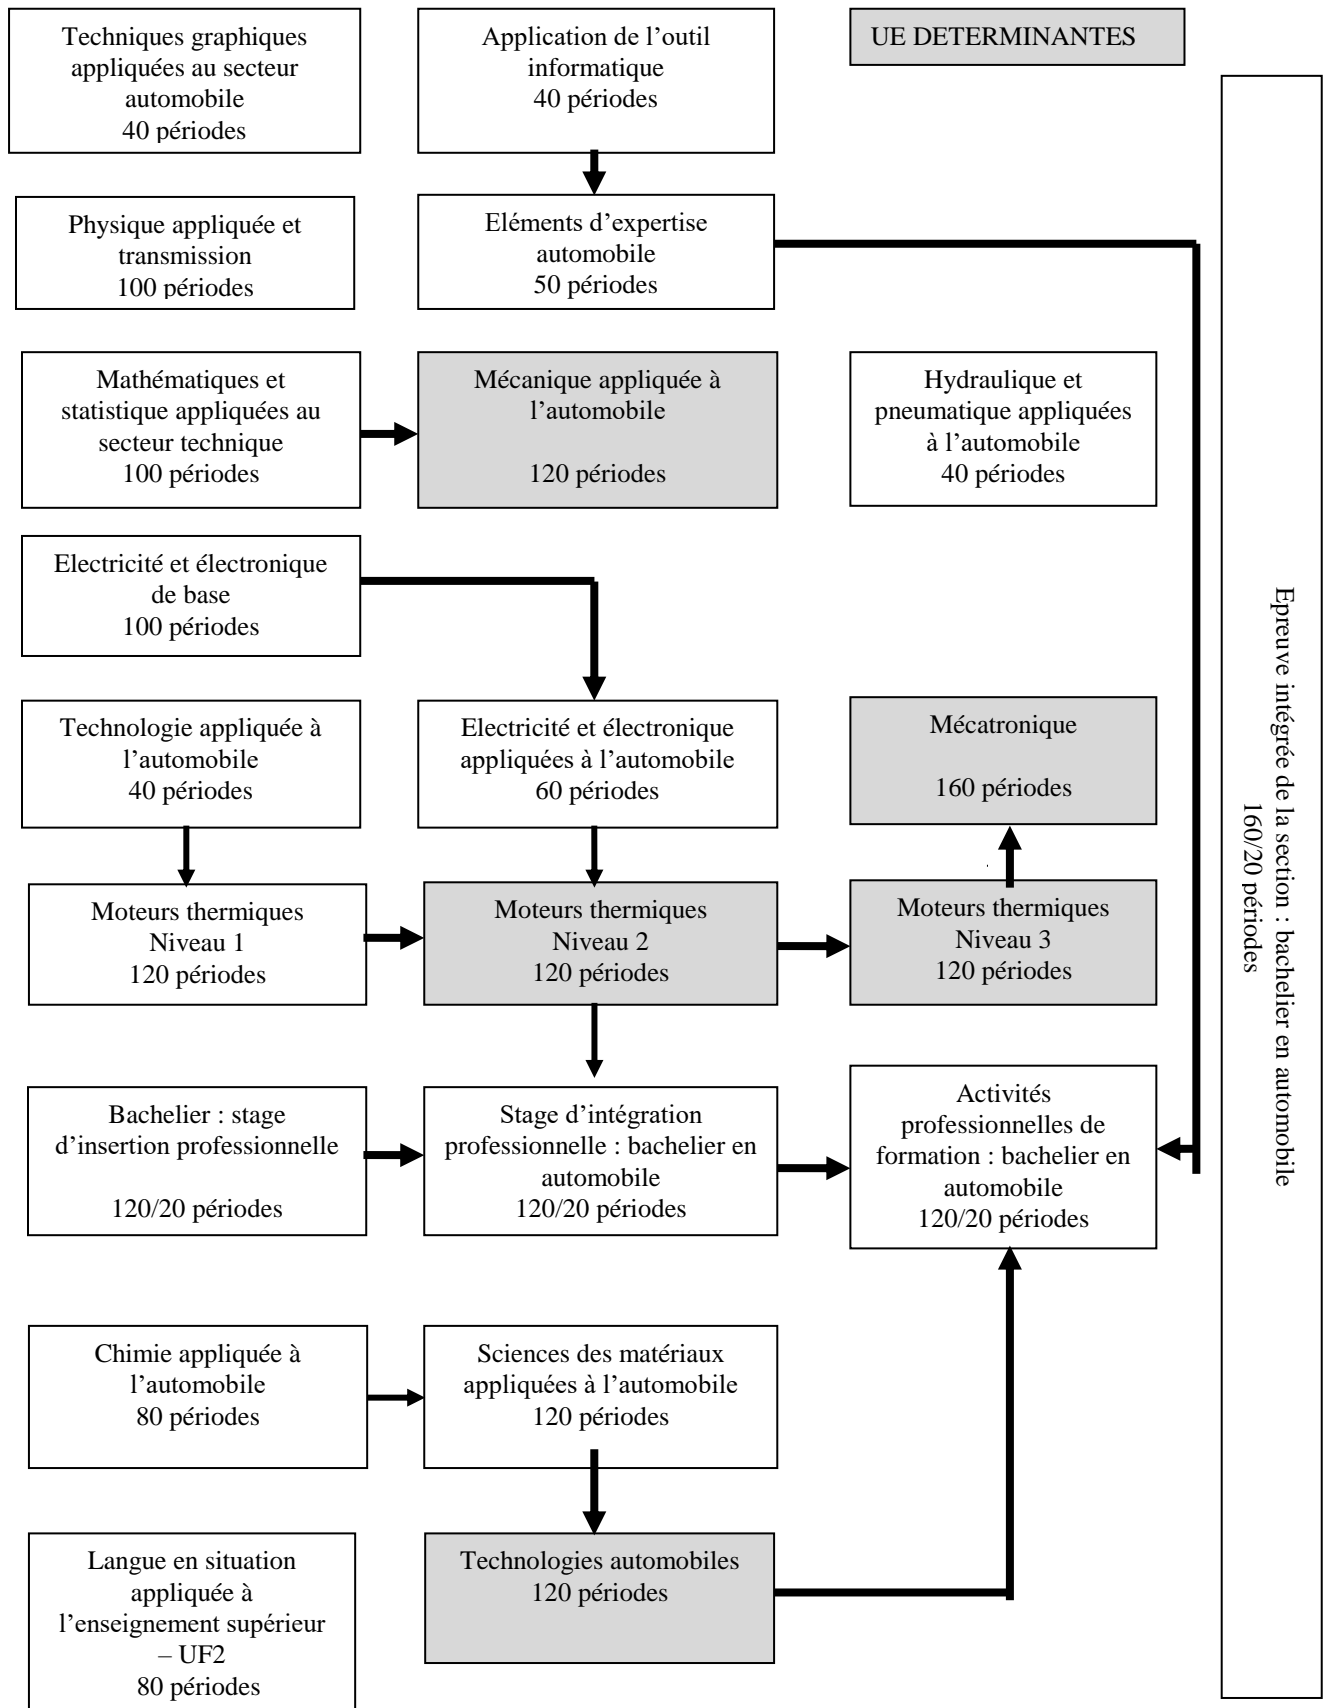 Techniques graphiques
appliquées au secteur
automobile
40 périodes
Application de l’outil
informatique
40 périodes
UE DETERMINANTES
Physique appliquée et
transmission
100 périodes
Eléments d’expertise
automobile
50 périodes
Mathématiques et
statistique appliquées au
secteur technique
100 périodes
Mécanique appliquée à
l’automobile
120 périodes
Hydraulique et
pneumatique appliquées
à l’automobile
40 périodes
Electricité et électronique
de base
100 périodes
Technologie appliquée à
l’automobile
40 périodes
Electricité et électronique
appliquées à l’automobile
60 périodes
Mécatronique
160 périodes
Moteurs thermiques
Niveau 1
120 périodes
Moteurs thermiques
Niveau 2
120 périodes
Moteurs thermiques
Niveau 3
120 périodes
Bachelier : stage
d’insertion professionnelle
120/20 périodes
Stage d’intégration
professionnelle : bachelier en
automobile
120/20 périodes
Activités
professionnelles de
formation : bachelier en
automobile
120/20 périodes
Chimie appliquée à
l’automobile
80 périodes
Sciences des matériaux
appliquées à l’automobile
120 périodes
Langue en situation
appliquée à
l’enseignement supérieur
– UF2
80 périodes
Technologies automobiles
120 périodes
Epreuve intégrée de la section : bachelier en automobile
160/20 périodes